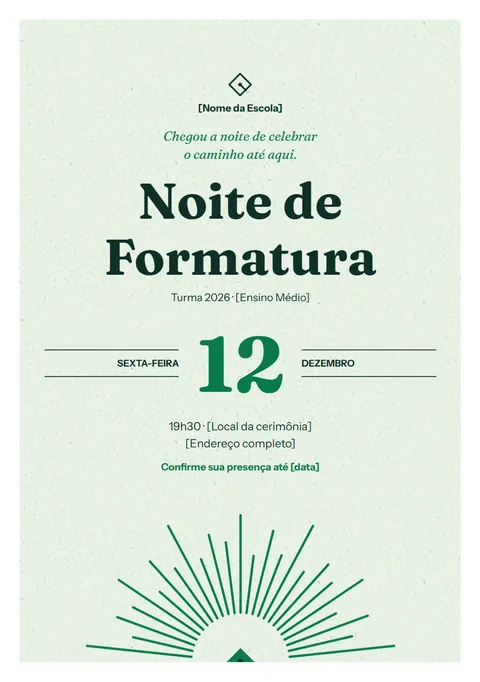 [Nome da Escola]
Chegou a noite de celebrar
o caminho até aqui.
Noite de
Formatura
Turma 2026 · [Ensino Médio]
SEXTA-FEIRA 12 DEZEMBRO
19h30 · [Local da cerimônia]
[Endereço completo]
Confirme sua presença até [data]